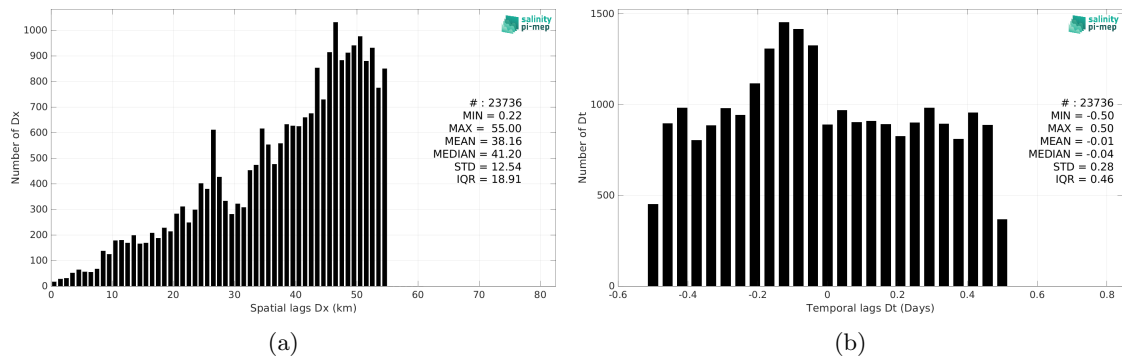 1000
900
800
700
600
500
400
300
200
100
0
Number of Dx
0 10 20 30 40 50 60 70 80
Spatial lags Dx (km)
salinity
pi-mep
# : 23736
MIN = 0.22
MAX = 55.00
MEAN = 38.16
MEDIAN = 41.20
STD = 12.54
IQR = 18.91
(a)
1500
1000
500
0
Number of Dt
-0.6 -0.4 -0.2 0 0.2 0.4 0.6 0.8
Temporal lags Dt (Days)
salinity
pi-mep
# : 23736
MIN = -0.50
MAX = 0.50
MEAN = -0.01
MEDIAN = -0.04
STD = 0.28
IQR = 0.46
(b)